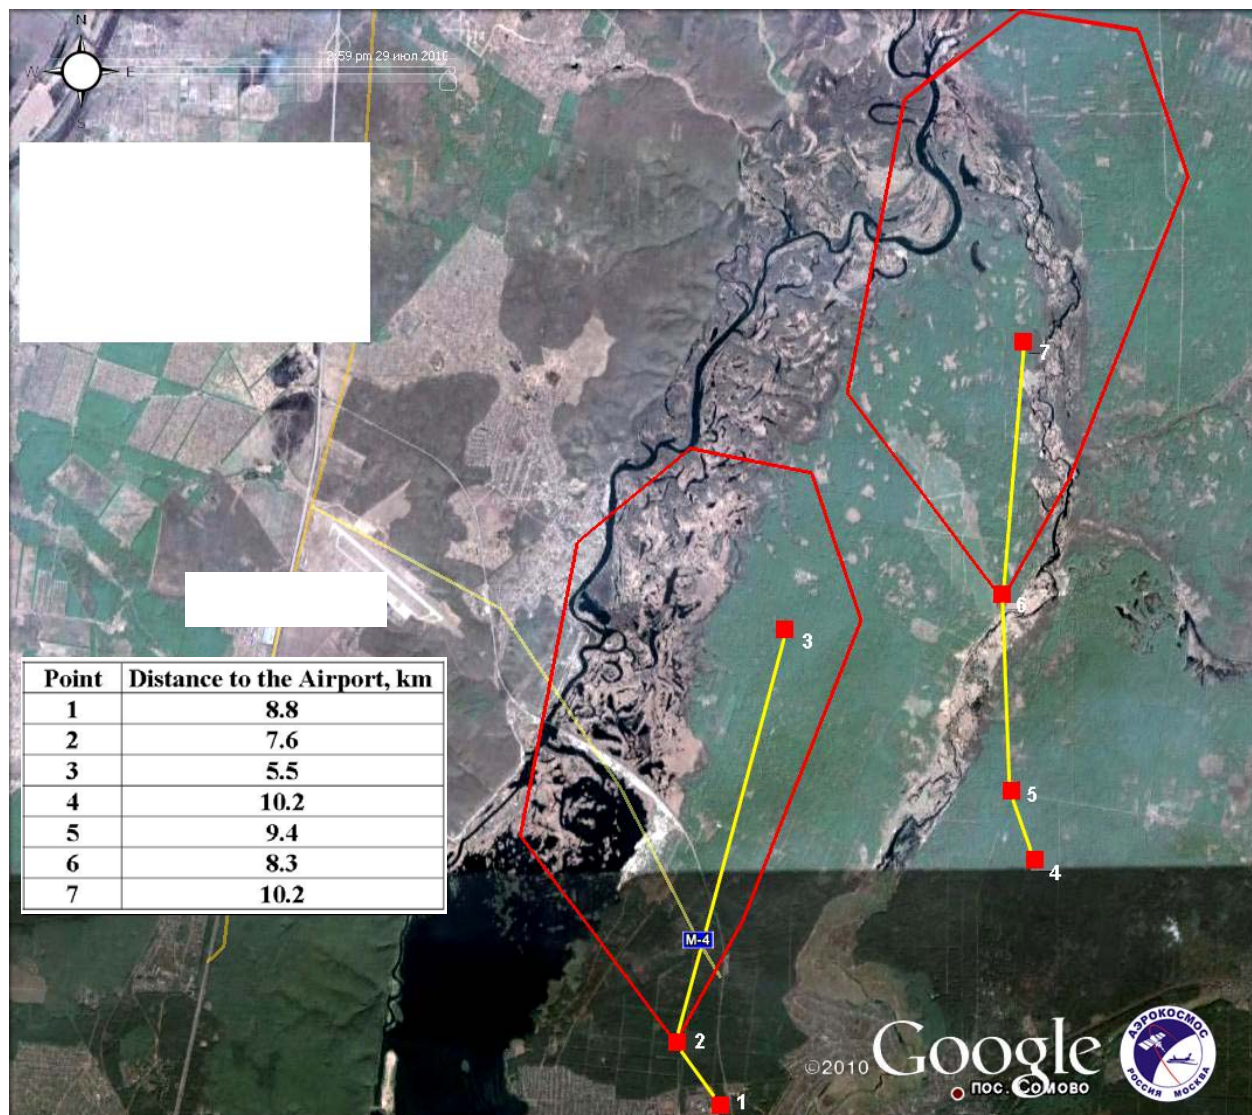 N
W
E
S
2:59 pm 29 июл 2010
7
6
3
5
4
M-4
2
1
Point Distance to the Airport, km
1 8.8
2 7.6
3 5.5
4 10.2
5 9.4
6 8.3
7 10.2
©2010 Google
пос. Сомово
АЭРОКОСМОС
РОССИЯ МОСКВА